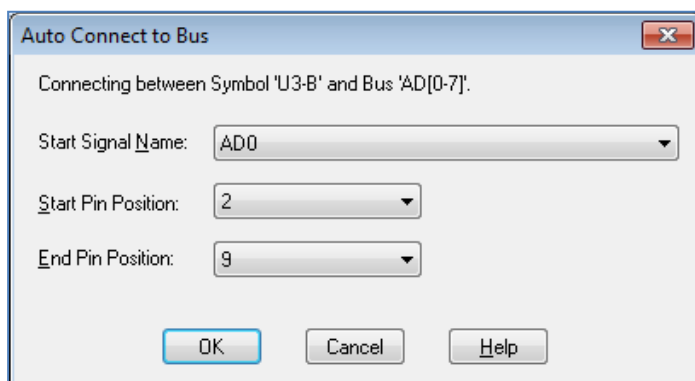 Auto Connect to Bus
Connecting between Symbol 'U3-B' and Bus 'AD[0-7]'.
Start Signal Name: AD0
Start Pin Position: 2
End Pin Position: 9
OK Cancel Help